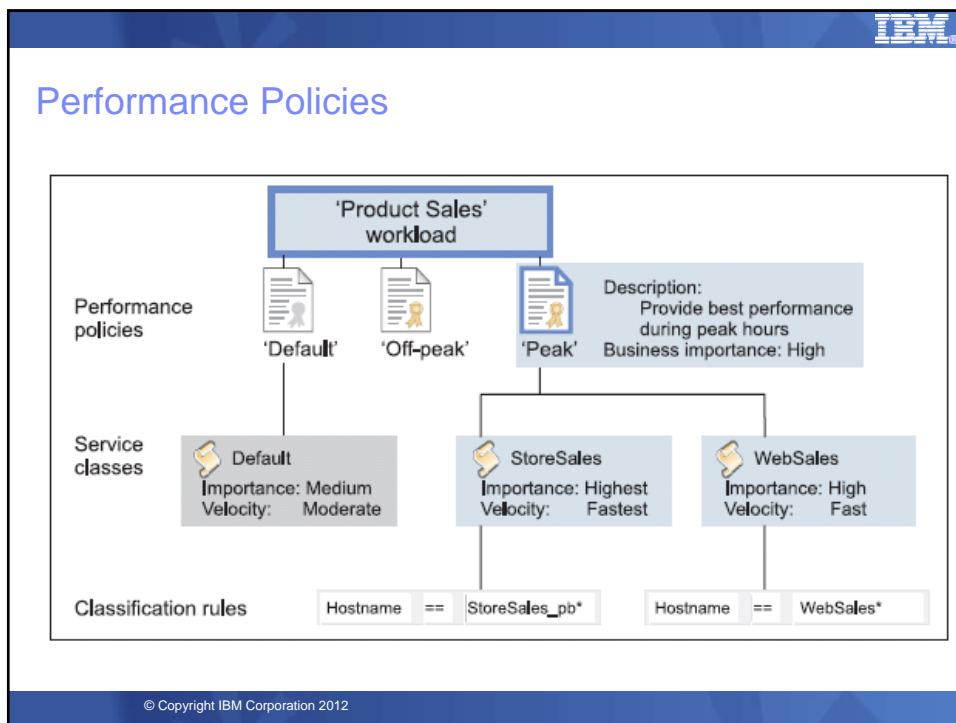 IBM®
Performance Policies
'Product Sales'
workload
Performance
policies
'Default'
'Off-peak'
'Peak'
Description:
Provide best performance
during peak hours
Business importance: High
Service
classes
Default
Importance: Medium
Velocity: Moderate
StoreSales
Importance: Highest
Velocity: Fastest
WebSales
Importance: High
Velocity: Fast
Classification rules
Hostname == StoreSales_pb*
Hostname == WebSales*
© Copyright IBM Corporation 2012